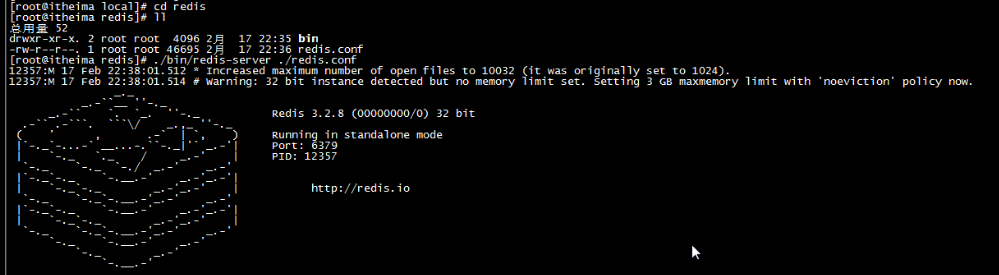 [root@itheima local]# cd redis
[root@itheima redis]# ll
总用量 52
drwxr-xr-x. 2 root root  4096 2月  17 22:35 bin
-rw-r--r--. 1 root root 46695 2月  17 22:36 redis.conf
[root@itheima redis]# ./bin/redis-server ./redis.conf
12357:M 17 Feb 22:38:01.512 * Increased maximum number of open files to 10032 (it was originally set to 1024).
12357:M 17 Feb 22:38:01.514 # Warning: 32 bit instance detected but no memory limit set. Setting 3 GB maxmemory limit with 'noeviction' policy now.
Redis 3.2.8 (00000000/0) 32 bit
Running in standalone mode
Port: 6379
PID: 12357
http://redis.io